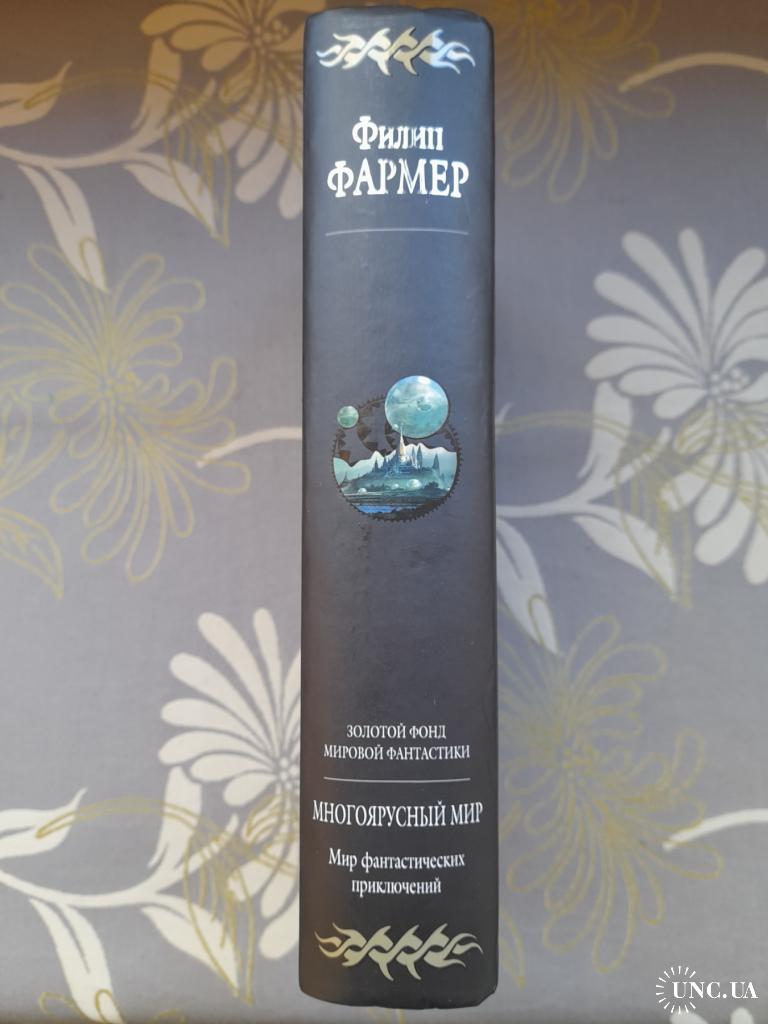 Филип
ФАРМЕР
ЗОЛОТОЙ ФОНД
МИРОВОЙ ФАНТАСТИКИ
МНОГОЯРУСНЫЙ МИР
Мир фантастических
приключений
UNC.UA